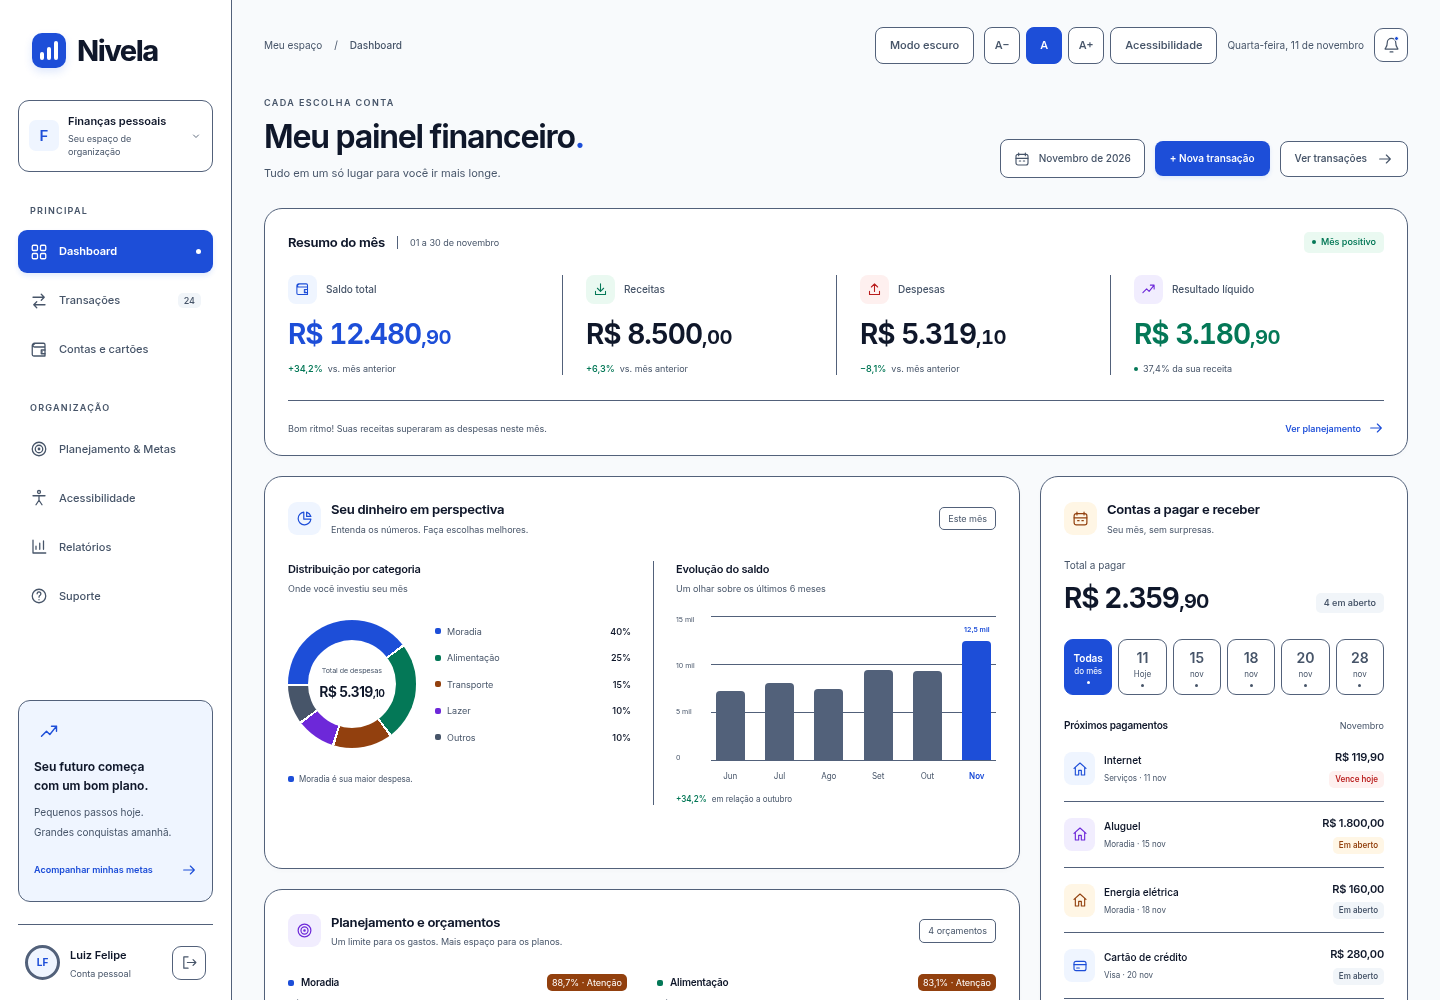 Nivela
F
Finanças pessoais
Seu espaço de
organização
PRINCIPAL
Dashboard
Transações 24
Contas e cartões
ORGANIZAÇÃO
Planejamento & Metas
Acessibilidade
Relatórios
Suporte
Seu futuro começa
com um bom plano.
Pequenos passos hoje.
Grandes conquistas amanhã.
Acompanhar minhas metas
LF
Luiz Felipe
Conta pessoal
Meu espaço / Dashboard
Modo escuro A− A A+ Acessibilidade Quarta-feira, 11 de novembro
CADA ESCOLHA CONTA
Meu painel financeiro.
Tudo em um só lugar para você ir mais longe.
Novembro de 2026 + Nova transação Ver transações
Resumo do mês 01 a 30 de novembro Mês positivo
Saldo total
R$ 12.480,90
+34,2% vs. mês anterior
Receitas
R$ 8.500,00
+6,3% vs. mês anterior
Despesas
R$ 5.319,10
−8,1% vs. mês anterior
Resultado líquido
R$ 3.180,90
37,4% da sua receita
Bom ritmo! Suas receitas superaram as despesas neste mês. Ver planejamento
Seu dinheiro em perspectiva
Entenda os números. Faça escolhas melhores.
Este mês
Distribuição por categoria
Onde você investiu seu mês
Total de despesas
R$ 5.319,10
Moradia 40%
Alimentação 25%
Transporte 15%
Lazer 10%
Outros 10%
Moradia é sua maior despesa.
Evolução do saldo
Um olhar sobre os últimos 6 meses
15 mil
10 mil
5 mil
0
12,5 mil
Jun Jul Ago Set Out Nov
+34,2% em relação a outubro
Planejamento e orçamentos
Um limite para os gastos. Mais espaço para os planos.
4 orçamentos
Moradia 88,7% · Atenção
Alimentação 83,1% · Atenção
Contas a pagar e receber
Seu mês, sem surpresas.
Total a pagar
R$ 2.359,90
4 em aberto
Todas
do mês
11
Hoje
15
nov
18
nov
20
nov
28
nov
Próximos pagamentos Novembro
Internet R$ 119,90
Serviços · 11 nov Vence hoje
Aluguel R$ 1.800,00
Moradia · 15 nov Em aberto
Energia elétrica R$ 160,00
Moradia · 18 nov Em aberto
Cartão de crédito R$ 280,00
Visa · 20 nov Em aberto